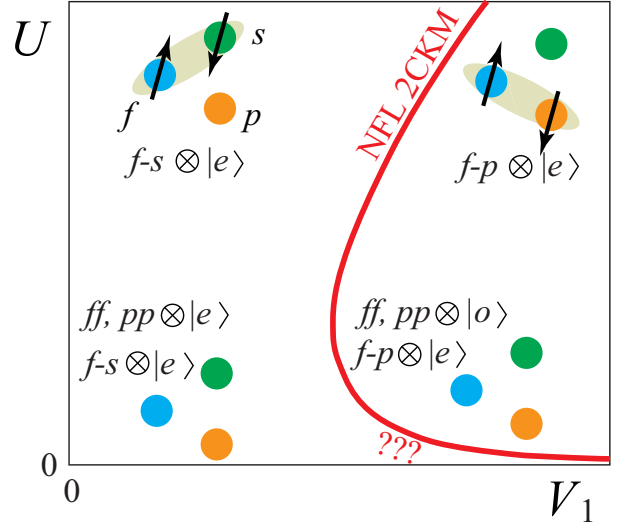 U
s
f
p
f-s ⊗|e⟩
NFL 2CKM
f-p ⊗|e⟩
ff, pp⊗|e⟩
f-s⊗|e⟩
ff, pp⊗|o⟩
f-p⊗|e⟩
???
0
0
V₁